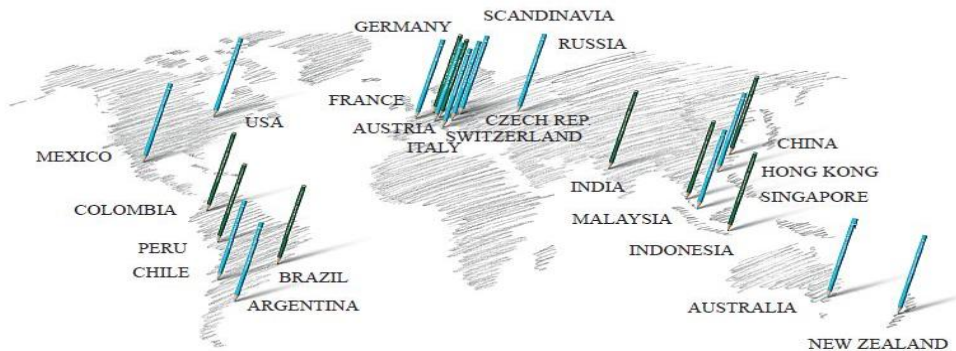 SCANDINAVIA
GERMANY
RUSSIA
FRANCE
USA
CZECH REP.
AUSTRIA
SWITZERLAND
ITALY
MEXICO
CHINA
HONG KONG
INDIA
SINGAPORE
COLOMBIA
MALAYSIA
PERU
INDONESIA
CHILE
BRAZIL
ARGENTINA
AUSTRALIA
NEW ZEALAND